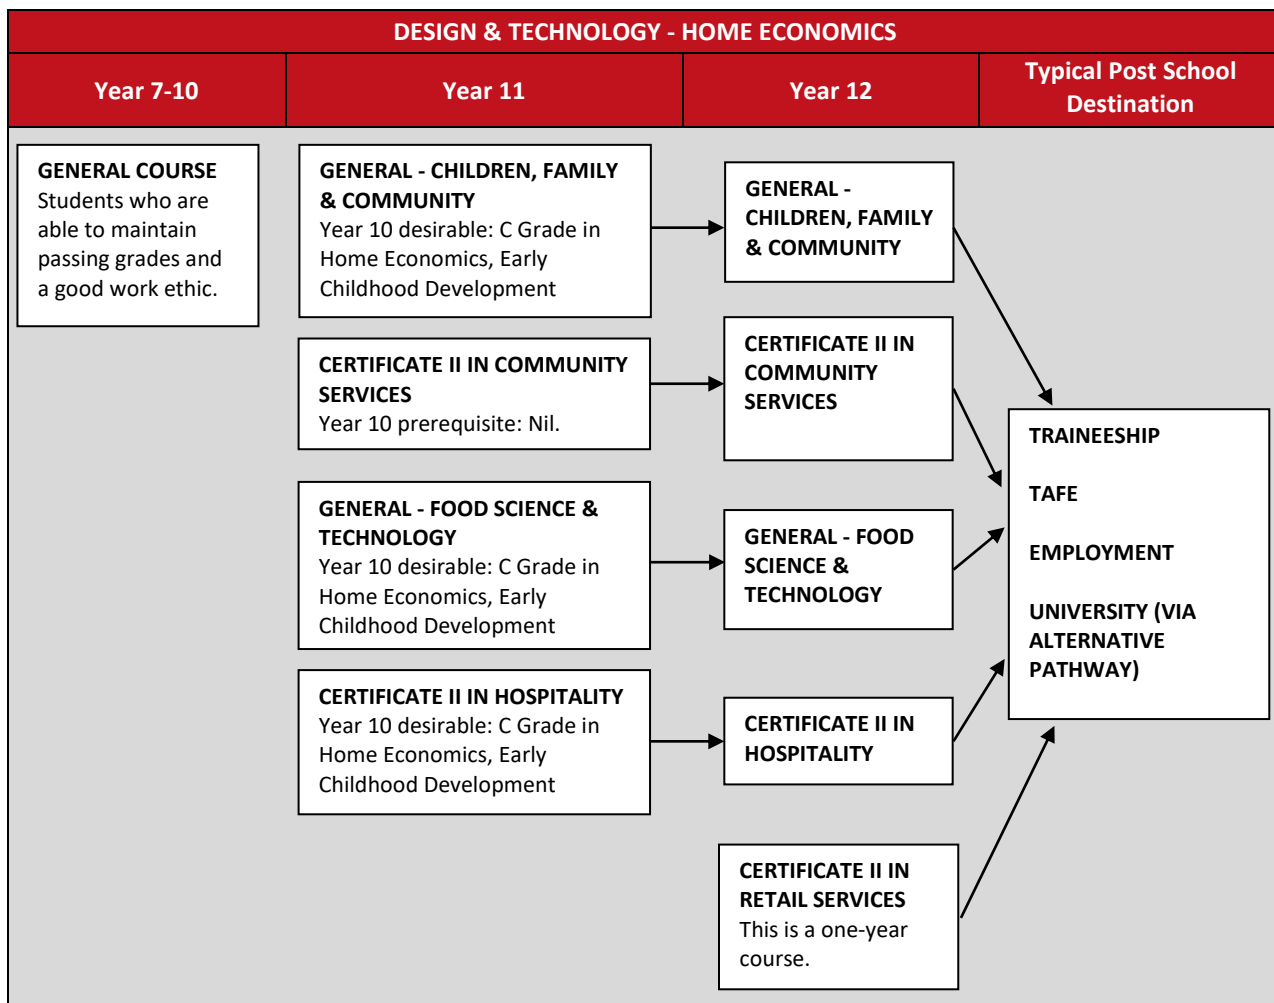 DESIGN & TECHNOLOGY - HOME ECONOMICS
Year 7-10
Year 11
Year 12
Typical Post School
Destination
GENERAL COURSE
Students who are
able to maintain
passing grades and
a good work ethic.
GENERAL - CHILDREN, FAMILY
& COMMUNITY
Year 10 desirable: C Grade in
Home Economics, Early
Childhood Development
GENERAL -
CHILDREN, FAMILY
& COMMUNITY
CERTIFICATE II IN COMMUNITY
SERVICES
Year 10 prerequisite: Nil.
CERTIFICATE II IN
COMMUNITY
SERVICES
GENERAL - FOOD SCIENCE &
TECHNOLOGY
Year 10 desirable: C Grade in
Home Economics, Early
Childhood Development
GENERAL - FOOD
SCIENCE &
TECHNOLOGY
CERTIFICATE II IN HOSPITALITY
Year 10 desirable: C Grade in
Home Economics, Early
Childhood Development
CERTIFICATE II IN
HOSPITALITY
CERTIFICATE II IN
RETAIL SERVICES
This is a one-year
course.
TRAINEESHIP
TAFE
EMPLOYMENT
UNIVERSITY (VIA
ALTERNATIVE
PATHWAY)